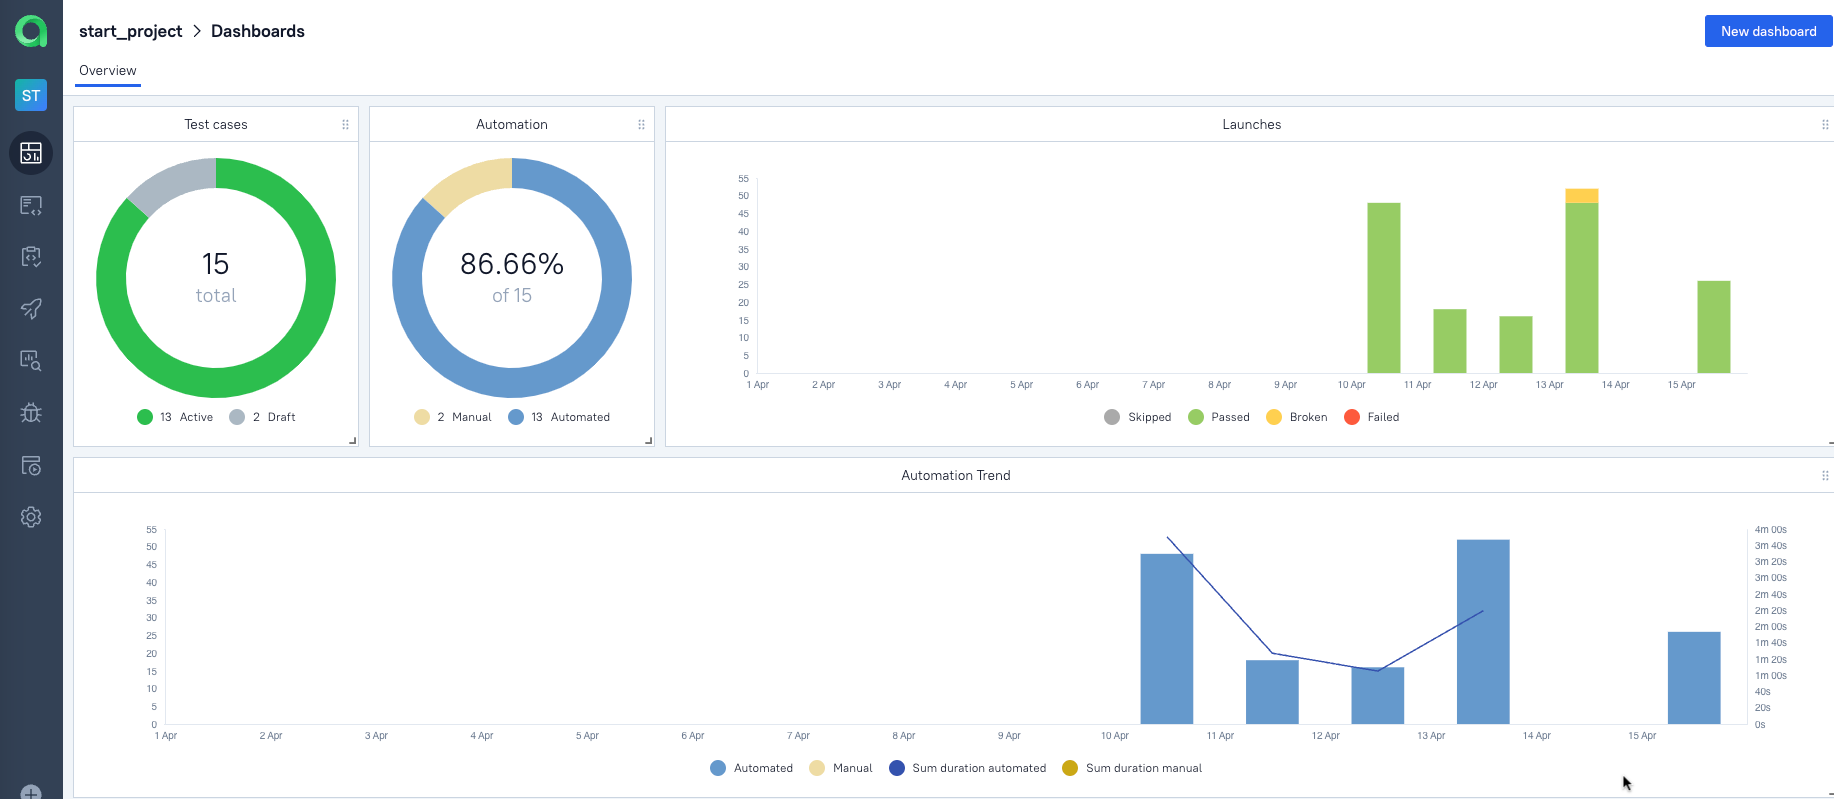 start_project > Dashboards
New dashboard
ST
Overview
Test cases
15
total
13 Active 2 Draft
Automation
86.66%
of 15
2 Manual 13 Automated
Launches
55
50
45
40
35
30
25
20
15
10
5
0
1 Apr 2 Apr 3 Apr 4 Apr 5 Apr 6 Apr 7 Apr 8 Apr 9 Apr 10 Apr 11 Apr 12 Apr 13 Apr 14 Apr 15 Apr
Skipped Passed Broken Failed
Automation Trend
55
50
45
40
35
30
25
20
15
10
5
0
4m 00s
3m 40s
3m 20s
3m 00s
2m 40s
2m 20s
2m 00s
1m 40s
1m 20s
1m 00s
40s
20s
0s
1 Apr 2 Apr 3 Apr 4 Apr 5 Apr 6 Apr 7 Apr 8 Apr 9 Apr 10 Apr 11 Apr 12 Apr 13 Apr 14 Apr 15 Apr
Automated Manual Sum duration automated Sum duration manual